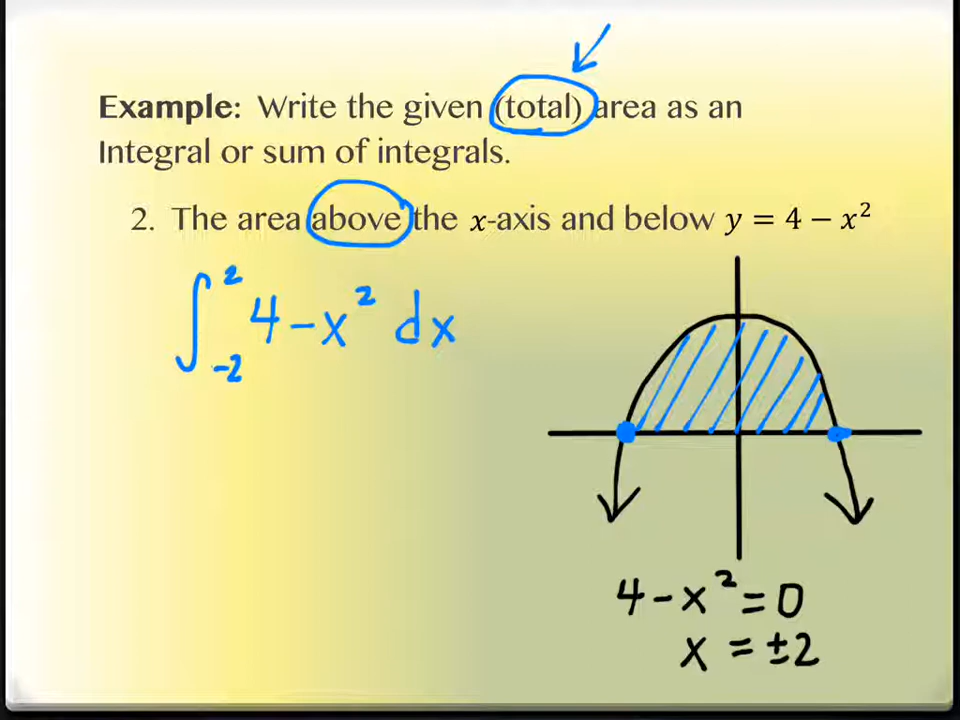 Example: Write the given (total) area as an
Integral or sum of integrals.
2. The area above the x-axis and below y = 4 − x²
∫₋₂² 4 − x² dx
4 − x² = 0
x = ±2